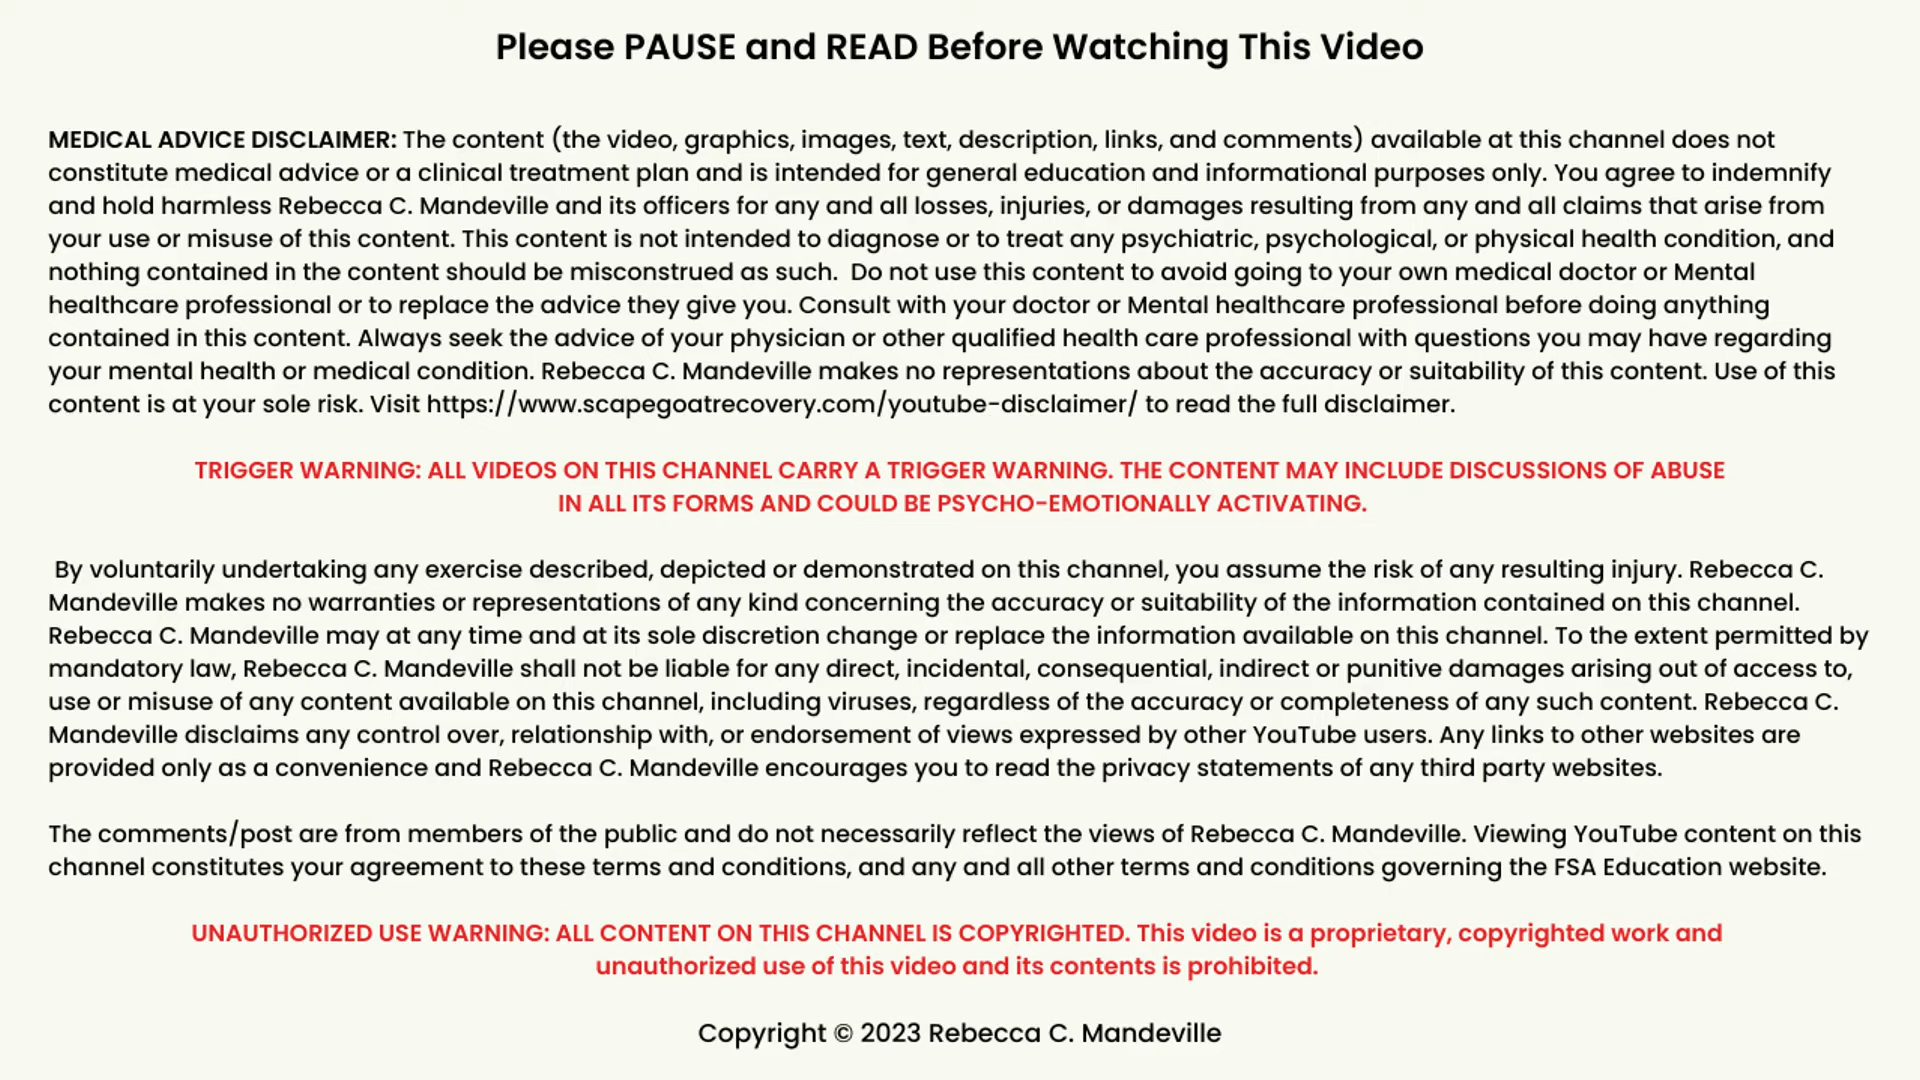 Please PAUSE and READ Before Watching This Video
MEDICAL ADVICE DISCLAIMER: The content (the video, graphics, images, text, description, links, and comments) available at this channel does not
constitute medical advice or a clinical treatment plan and is intended for general education and informational purposes only. You agree to indemnify
and hold harmless Rebecca C. Mandeville and its officers for any and all losses, injuries, or damages resulting from any and all claims that arise from
your use or misuse of this content. This content is not intended to diagnose or to treat any psychiatric, psychological, or physical health condition, and
nothing contained in the content should be misconstrued as such.  Do not use this content to avoid going to your own medical doctor or Mental
healthcare professional or to replace the advice they give you. Consult with your doctor or Mental healthcare professional before doing anything
contained in this content. Always seek the advice of your physician or other qualified health care professional with questions you may have regarding
your mental health or medical condition. Rebecca C. Mandeville makes no representations about the accuracy or suitability of this content. Use of this
content is at your sole risk. Visit https://www.scapegoatrecovery.com/youtube-disclaimer/ to read the full disclaimer.
TRIGGER WARNING: ALL VIDEOS ON THIS CHANNEL CARRY A TRIGGER WARNING. THE CONTENT MAY INCLUDE DISCUSSIONS OF ABUSE
IN ALL ITS FORMS AND COULD BE PSYCHO-EMOTIONALLY ACTIVATING.
By voluntarily undertaking any exercise described, depicted or demonstrated on this channel, you assume the risk of any resulting injury. Rebecca C.
Mandeville makes no warranties or representations of any kind concerning the accuracy or suitability of the information contained on this channel.
Rebecca C. Mandeville may at any time and at its sole discretion change or replace the information available on this channel. To the extent permitted by
mandatory law, Rebecca C. Mandeville shall not be liable for any direct, incidental, consequential, indirect or punitive damages arising out of access to,
use or misuse of any content available on this channel, including viruses, regardless of the accuracy or completeness of any such content. Rebecca C.
Mandeville disclaims any control over, relationship with, or endorsement of views expressed by other YouTube users. Any links to other websites are
provided only as a convenience and Rebecca C. Mandeville encourages you to read the privacy statements of any third party websites.
The comments/post are from members of the public and do not necessarily reflect the views of Rebecca C. Mandeville. Viewing YouTube content on this
channel constitutes your agreement to these terms and conditions, and any and all other terms and conditions governing the FSA Education website.
UNAUTHORIZED USE WARNING: ALL CONTENT ON THIS CHANNEL IS COPYRIGHTED. This video is a proprietary, copyrighted work and
unauthorized use of this video and its contents is prohibited.
Copyright © 2023 Rebecca C. Mandeville